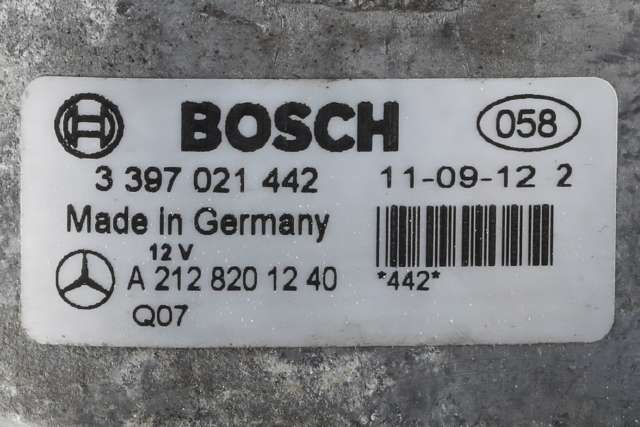 BOSCH 058
3 397 021 442 11-09-12 2
Made in Germany
12 V
A 212 820 12 40 *442*
Q07